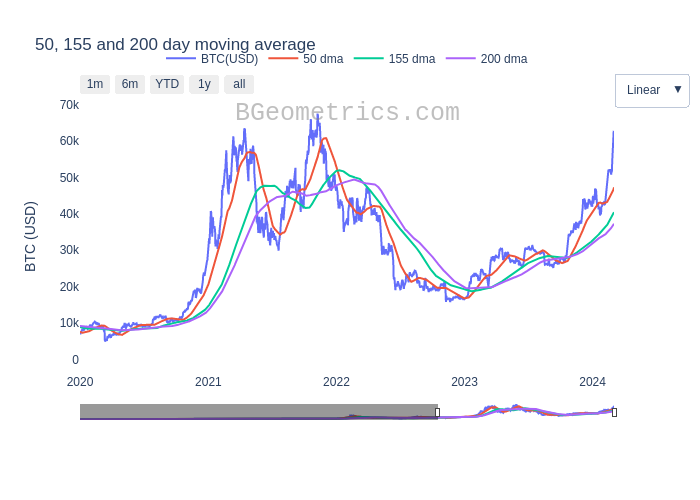 50, 155 and 200 day moving average
BTC(USD) 50 dma 155 dma 200 dma
1m 6m YTD 1y all
Linear ▼
BGeometrics.com
70k
60k
50k
40k
30k
20k
10k
0
BTC (USD)
2020 2021 2022 2023 2024